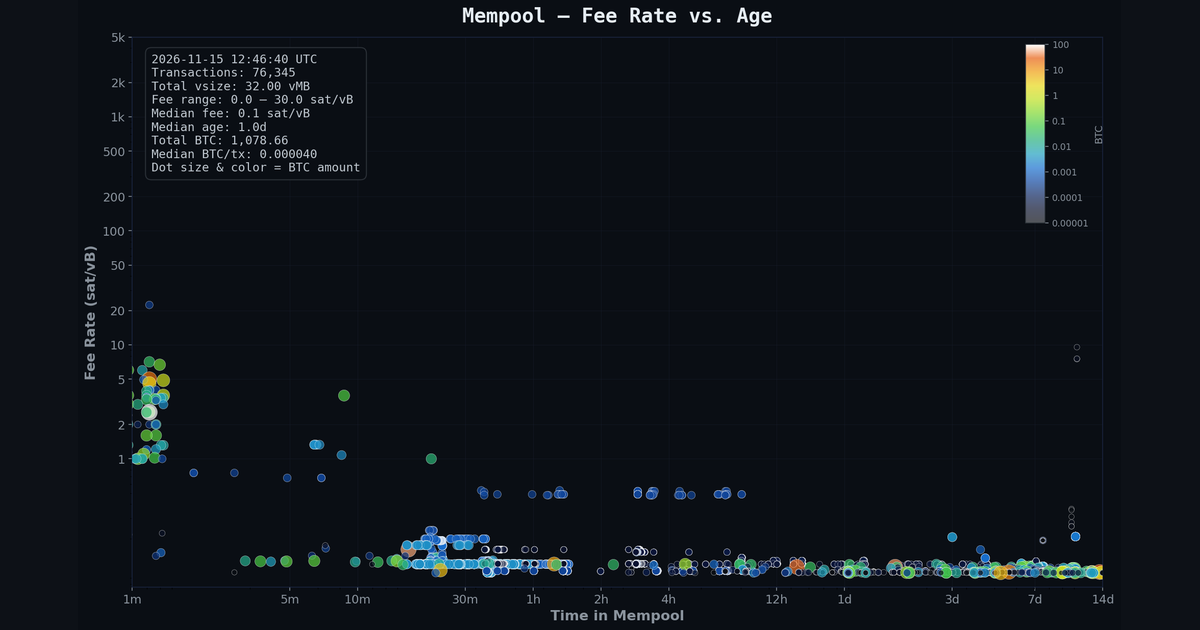 Mempool — Fee Rate vs. Age
2026-11-15 12:46:40 UTC
Transactions: 76,345
Total vsize: 32.00 vMB
Fee range: 0.0 – 30.0 sat/vB
Median fee: 0.1 sat/vB
Median age: 1.0d
Total BTC: 1,078.66
Median BTC/tx: 0.000040
Dot size & color = BTC amount
100
10
1
0.1
0.01
0.001
0.0001
0.00001
BTC
5k
2k
1k
500
200
100
50
20
10
5
2
1
Fee Rate (sat/vB)
1m 5m 10m 30m 1h 2h 4h 12h 1d 3d 7d 14d
Time in Mempool